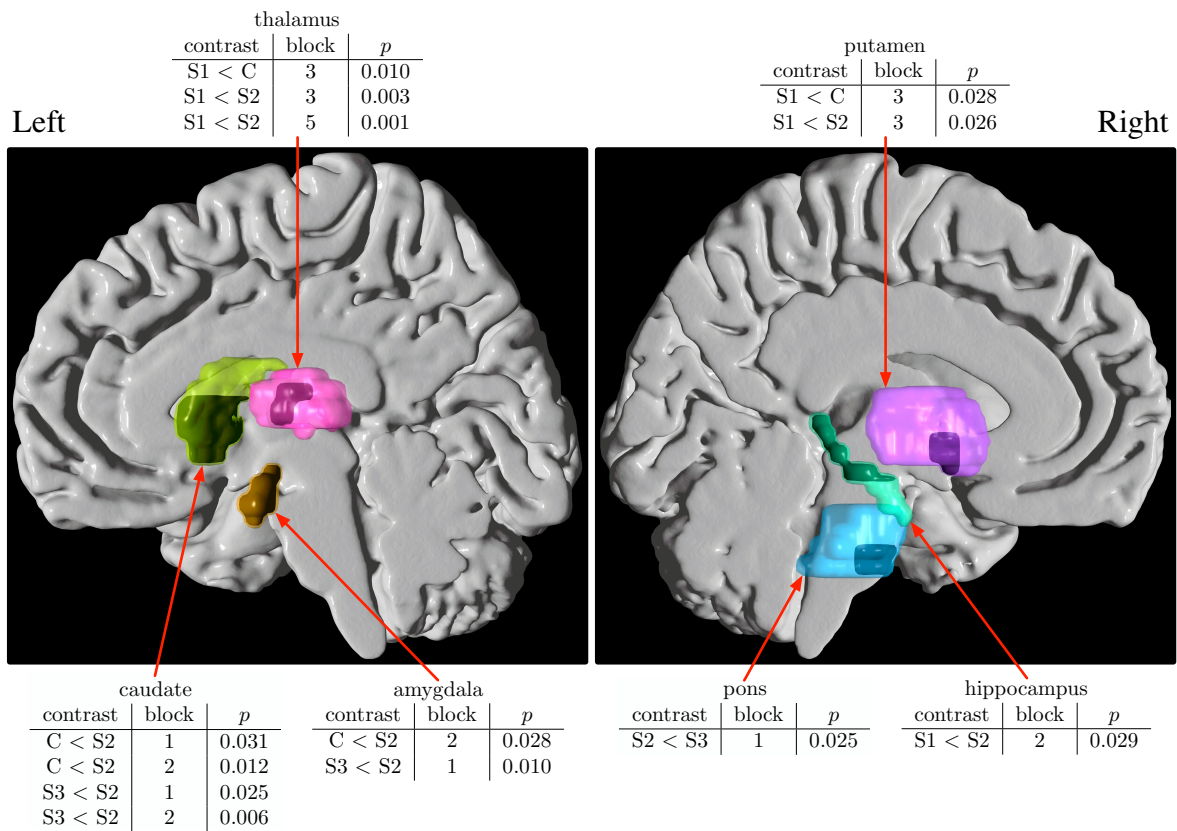 thalamus
contrast block p
S1 < C 3 0.010
S1 < S2 3 0.003
S1 < S2 5 0.001
putamen
contrast block p
S1 < C 3 0.028
S1 < S2 3 0.026
Left
Right
caudate
contrast block p
C < S2 1 0.031
C < S2 2 0.012
S3 < S2 1 0.025
S3 < S2 2 0.006
amygdala
contrast block p
C < S2 2 0.028
S3 < S2 1 0.010
pons
contrast block p
S2 < S3 1 0.025
hippocampus
contrast block p
S1 < S2 2 0.029